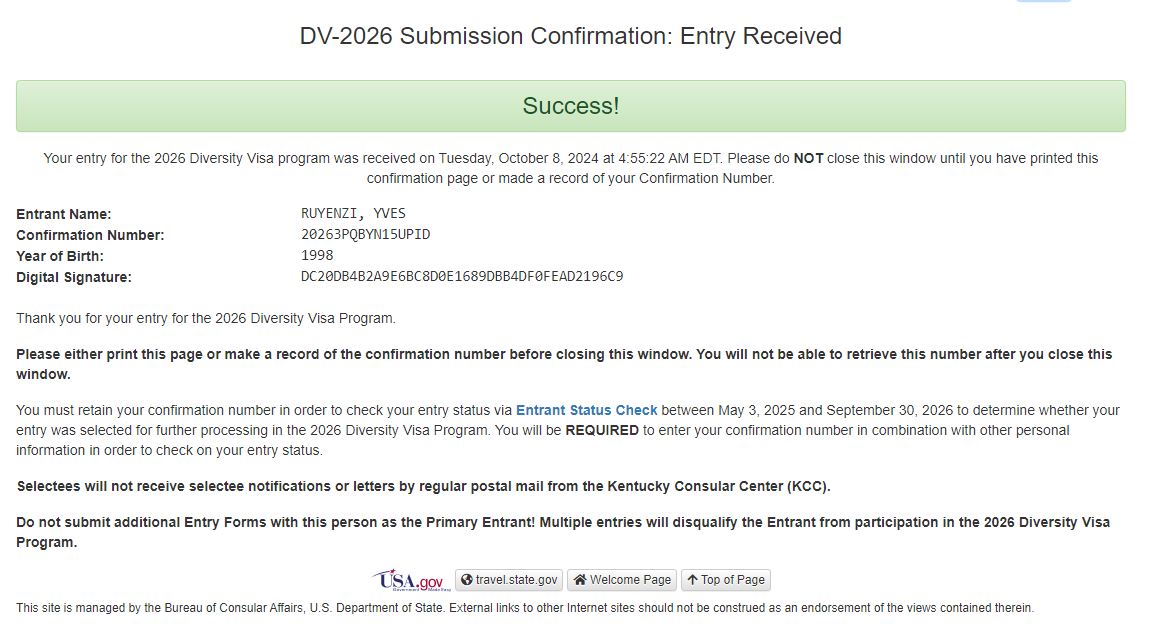 DV-2026 Submission Confirmation: Entry Received
Success!
Your entry for the 2026 Diversity Visa program was received on Tuesday, October 8, 2024 at 4:55:22 AM EDT. Please do NOT close this window until you have printed this
confirmation page or made a record of your Confirmation Number.
Entrant Name: RUYENZI, YVES
Confirmation Number: 20263PQBYN15UPID
Year of Birth: 1998
Digital Signature: DC20DB4B2A9E6BC8D0E1689DBB4DF0FEAD2196C9
Thank you for your entry for the 2026 Diversity Visa Program.
Please either print this page or make a record of the confirmation number before closing this window. You will not be able to retrieve this number after you close this
window.
You must retain your confirmation number in order to check your entry status via Entrant Status Check between May 3, 2025 and September 30, 2026 to determine whether your
entry was selected for further processing in the 2026 Diversity Visa Program. You will be REQUIRED to enter your confirmation number in combination with other personal
information in order to check on your entry status.
Selectees will not receive selectee notifications or letters by regular postal mail from the Kentucky Consular Center (KCC).
Do not submit additional Entry Forms with this person as the Primary Entrant! Multiple entries will disqualify the Entrant from participation in the 2026 Diversity Visa
Program.
USA.gov Government Made Easy travel.state.gov Welcome Page Top of Page
This site is managed by the Bureau of Consular Affairs, U.S. Department of State. External links to other Internet sites should not be construed as an endorsement of the views contained therein.